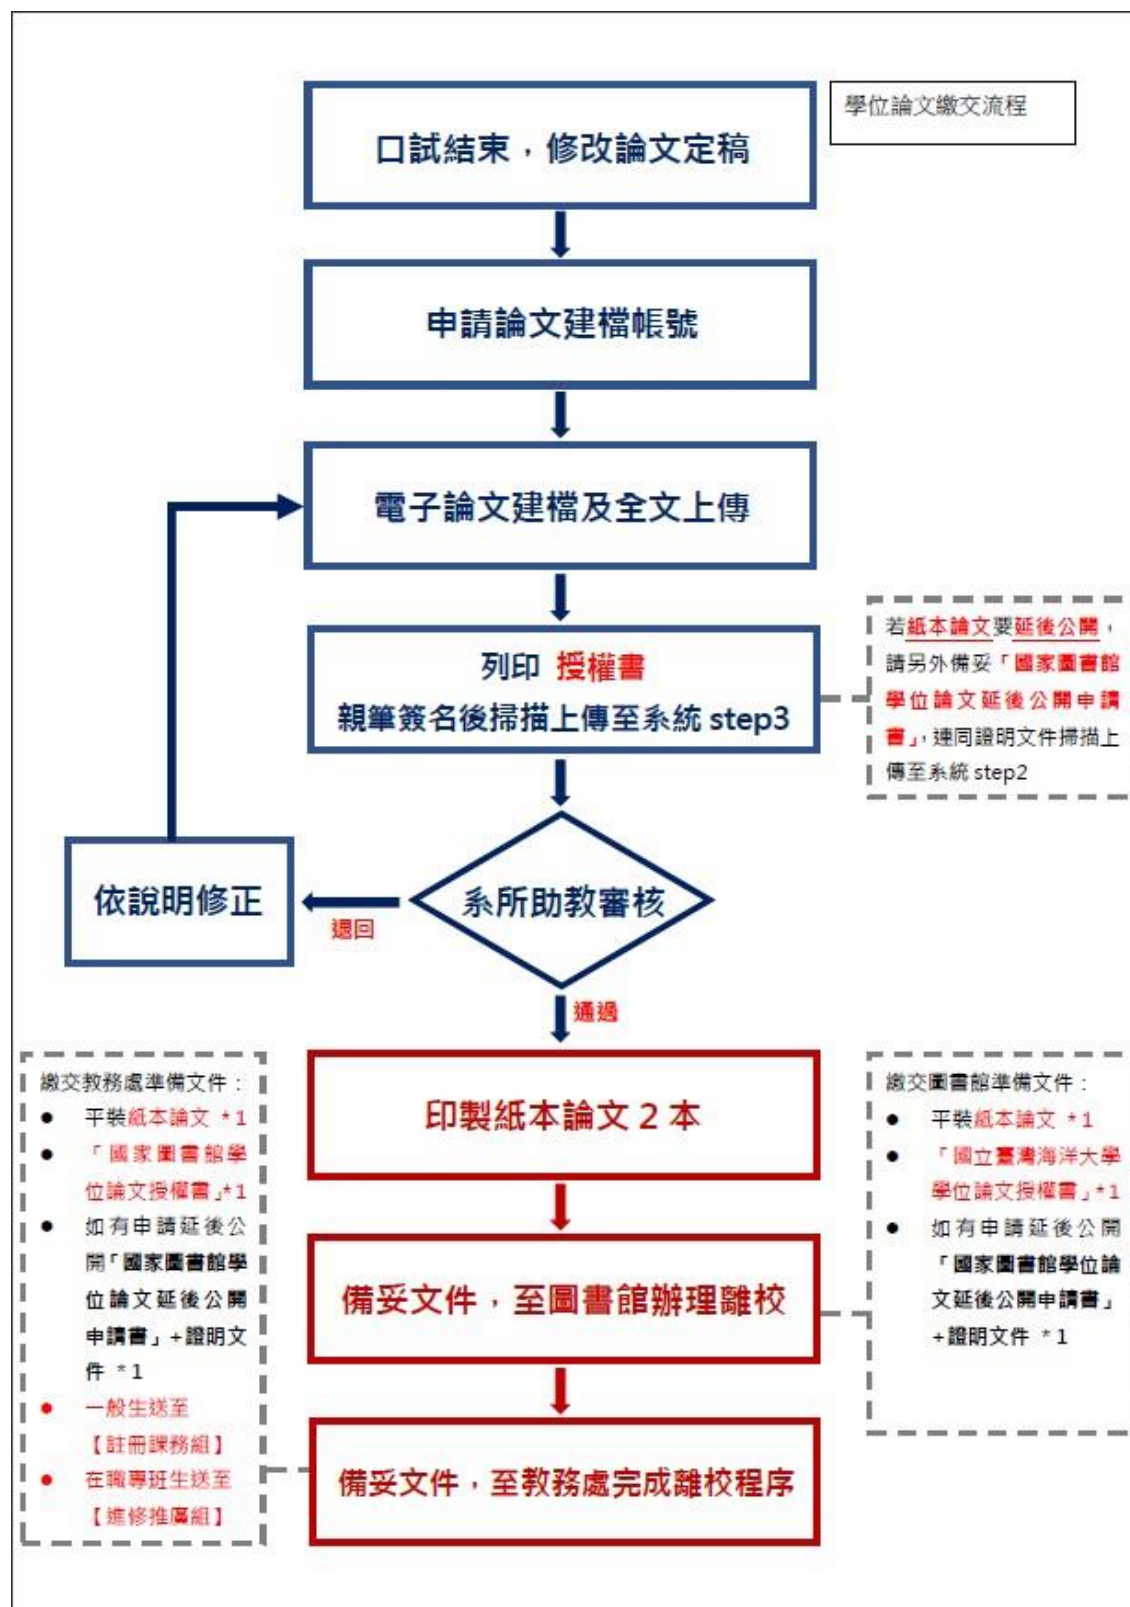 學位論文繳交流程
口試結束，修改論文定稿
申請論文建檔帳號
電子論文建檔及全文上傳
列印 授權書
親筆簽名後掃描上傳至系統 step3
若紙本論文要延後公開，
請另外備妥「國家圖書館
學位論文延後公開申請
書」，連同證明文件掃描上
傳至系統 step2
系所助教審核
退回
依說明修正
通過
印製紙本論文 2 本
備妥文件，至圖書館辦理離校
備妥文件，至教務處完成離校程序
繳交教務處準備文件：
● 平裝紙本論文 *1
● 「國家圖書館學
位論文授權書」*1
● 如有申請延後公
開「國家圖書館學
位論文延後公開
申請書」+證明文
件 *1
● 一般生送至
【註冊課務組】
● 在職專班生送至
【進修推廣組】
繳交圖書館準備文件：
● 平裝紙本論文 *1
● 「國立臺灣海洋大學
學位論文授權書」*1
● 如有申請延後公開
「國家圖書館學位論
文延後公開申請書」
+證明文件 *1